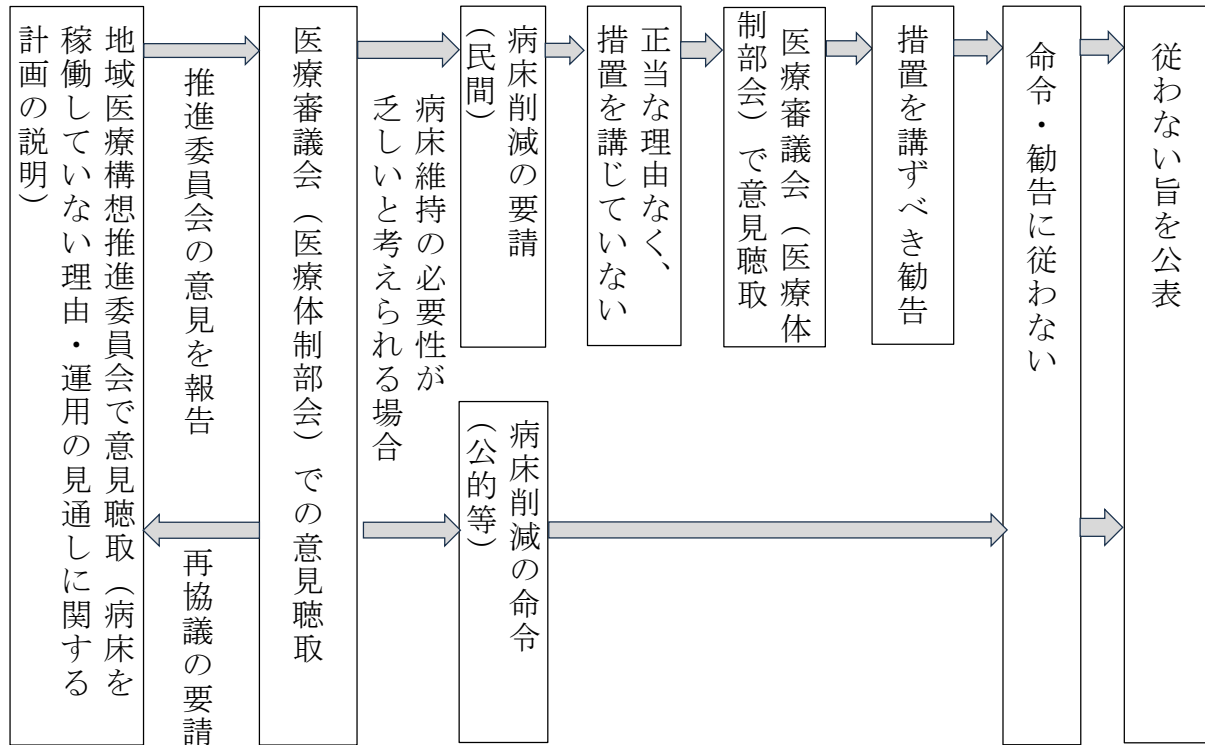 地域医療構想推進委員会で意見聴取（病床を
稼働していない理由・運用の見通しに関する
計画の説明）
推進委員会の意見を報告
再協議の要請
医療審議会（医療体制部会）での意見聴取
病床維持の必要性が
乏しいと考えられる場合
病床削減の要請
（民間）
正当な理由なく、
措置を講じていない
医療審議会（医療体
制部会）で意見聴取
措置を講ずべき勧告
病床削減の命令
（公的等）
命令・勧告に従わない
従わない旨を公表